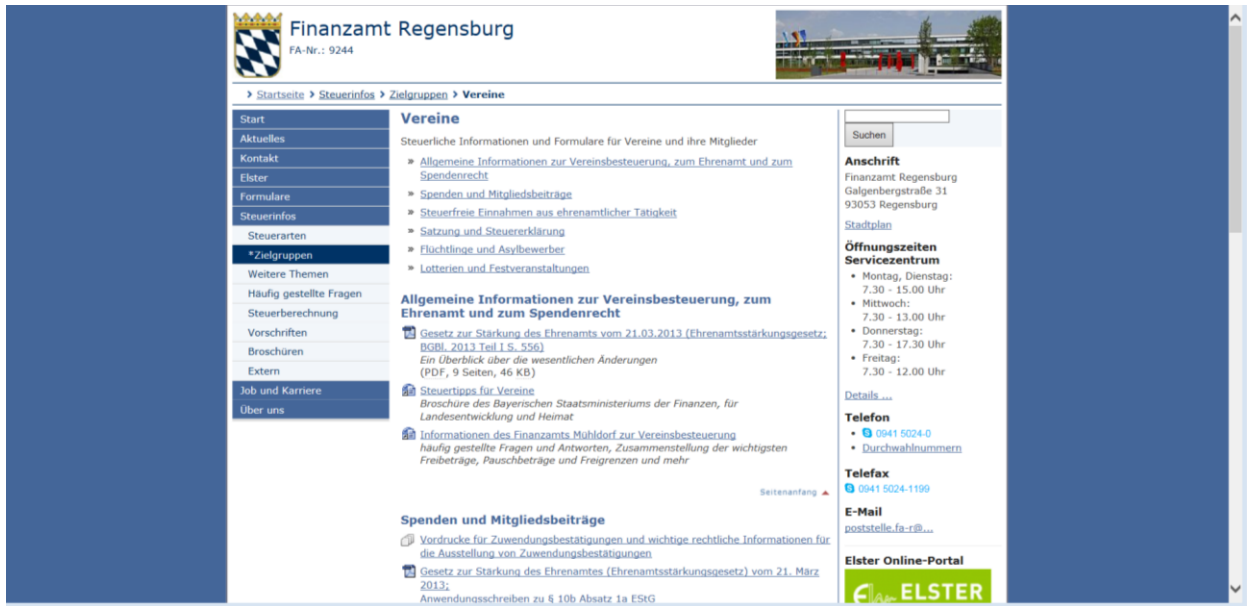 Finanzamt Regensburg
FA-Nr.: 9244
Startseite > Steuerinfos > Zielgruppen > Vereine
Start
Aktuelles
Kontakt
Elster
Formulare
Steuerinfos
Steuerarten
*Zielgruppen
Weitere Themen
Häufig gestellte Fragen
Steuerberechnung
Vorschriften
Broschüren
Extern
Job und Karriere
Über uns
Vereine
Steuerliche Informationen und Formulare für Vereine und ihre Mitglieder
» Allgemeine Informationen zur Vereinsbesteuerung, zum Ehrenamt und zum
Spendenrecht
» Spenden und Mitgliedsbeiträge
» Steuerfreie Einnahmen aus ehrenamtlicher Tätigkeit
» Satzung und Steuererklärung
» Flüchtlinge und Asylbewerber
» Lotterien und Festveranstaltungen
Allgemeine Informationen zur Vereinsbesteuerung, zum
Ehrenamt und zum Spendenrecht
Gesetz zur Stärkung des Ehrenamts vom 21.03.2013 (Ehrenamtsstärkungsgesetz;
BGBl. 2013 Teil I S. 556)
Ein Überblick über die wesentlichen Änderungen
(PDF, 9 Seiten, 46 KB)
Steuertipps für Vereine
Broschüre des Bayerischen Staatsministeriums der Finanzen, für
Landesentwicklung und Heimat
Informationen des Finanzamts Mühldorf zur Vereinsbesteuerung
häufig gestellte Fragen und Antworten, Zusammenstellung der wichtigsten
Freibeträge, Pauschbeträge und Freigrenzen und mehr
Seitenanfang
Spenden und Mitgliedsbeiträge
Vordrucke für Zuwendungsbestätigungen und wichtige rechtliche Informationen für
die Ausstellung von Zuwendungsbestätigungen
Gesetz zur Stärkung des Ehrenamtes (Ehrenamtsstärkungsgesetz) vom 21. März
2013;
Anwendungsschreiben zu § 10b Absatz 1a EStG
Suchen
Anschrift
Finanzamt Regensburg
Galgenbergstraße 31
93053 Regensburg
Stadtplan
Öffnungszeiten
Servicezentrum
• Montag, Dienstag:
7.30 - 15.00 Uhr
• Mittwoch:
7.30 - 13.00 Uhr
• Donnerstag:
7.30 - 17.30 Uhr
• Freitag:
7.30 - 12.00 Uhr
Details ...
Telefon
• 0941 5024-0
• Durchwahlnummern
Telefax
0941 5024-1199
E-Mail
poststelle.fa-r@...
Elster Online-Portal
ELSTER